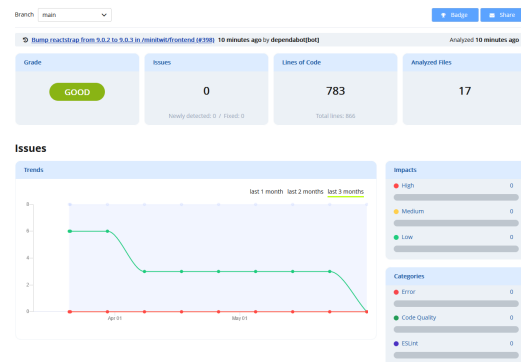 Branch main
Badge Share
Bump reactstrap from 9.0.2 to 9.0.3 in /minitwit/frontend (#398) 10 minutes ago by dependabot[bot] Analyzed 10 minutes ago
Grade Issues Lines of Code Analyzed Files
GOOD 0 783 17
Newly detected: 0 / Fixed: 0 Total lines: 860
Issues
Trends
last 1 month last 2 months last 3 months
8
6
4
2
0
Apr 01 May 01
Impacts
High 0
Medium 0
Low 0
Categories
Error 0
Code Quality 0
ESLint 0